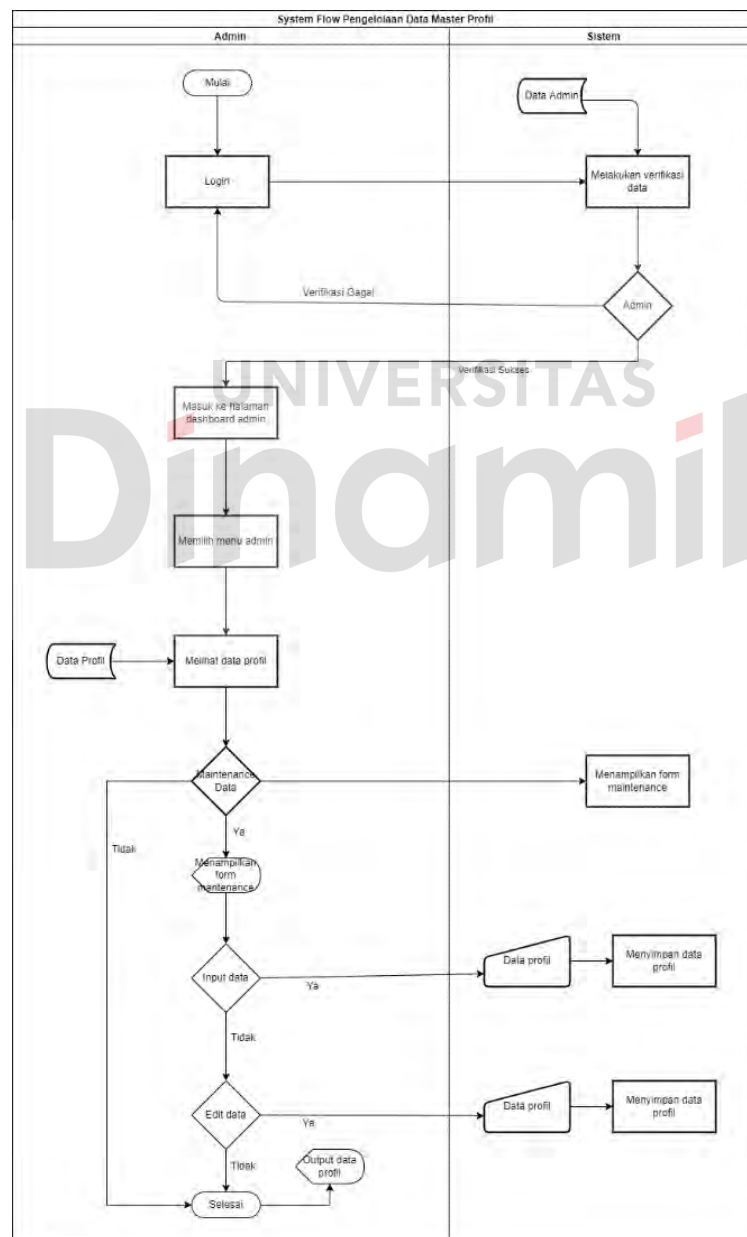 System Flow Pengelolaan Data Master Profil
Admin
Sistem
Mulai
Data Admin
Login
Melakukan verifikasi
data
Verifikasi Gagal
Admin
Verifikasi Sukses
UNIVERSITAS
Dinamik
Masuk ke halaman
dashboard admin
Memilih menu admin
Data Profil
Melihat data profil
Maintenance
Data
Menampilkan form
maintenance
Ya
Tidak
Menampilkan
form
mantenance
Input data
Ya
Data profil
Menyimpan data
profil
Tidak
Edit data
Ya
Data profil
Menyimpan data
profil
Tidak
Output data
profil
Selesai